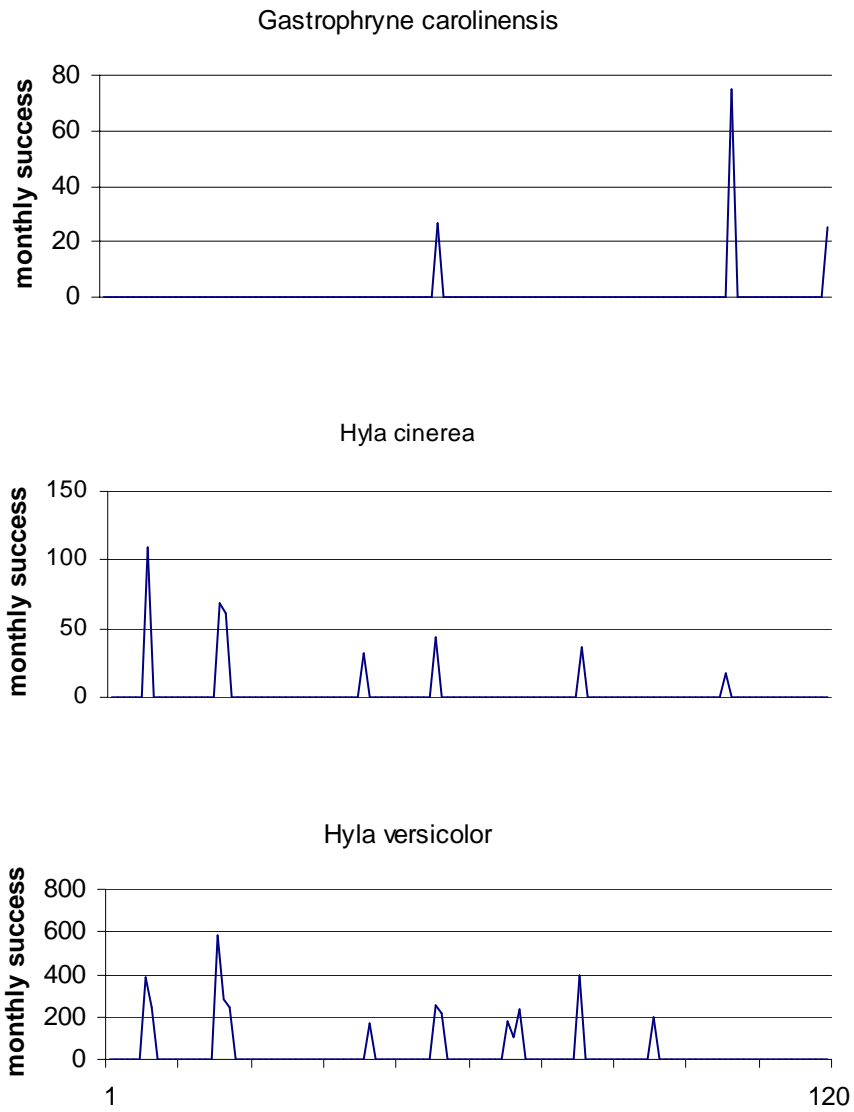 Gastrophryne carolinensis
monthly success
80
60
40
20
0
Hyla cinerea
monthly success
150
100
50
0
Hyla versicolor
monthly success
800
600
400
200
0
1
120